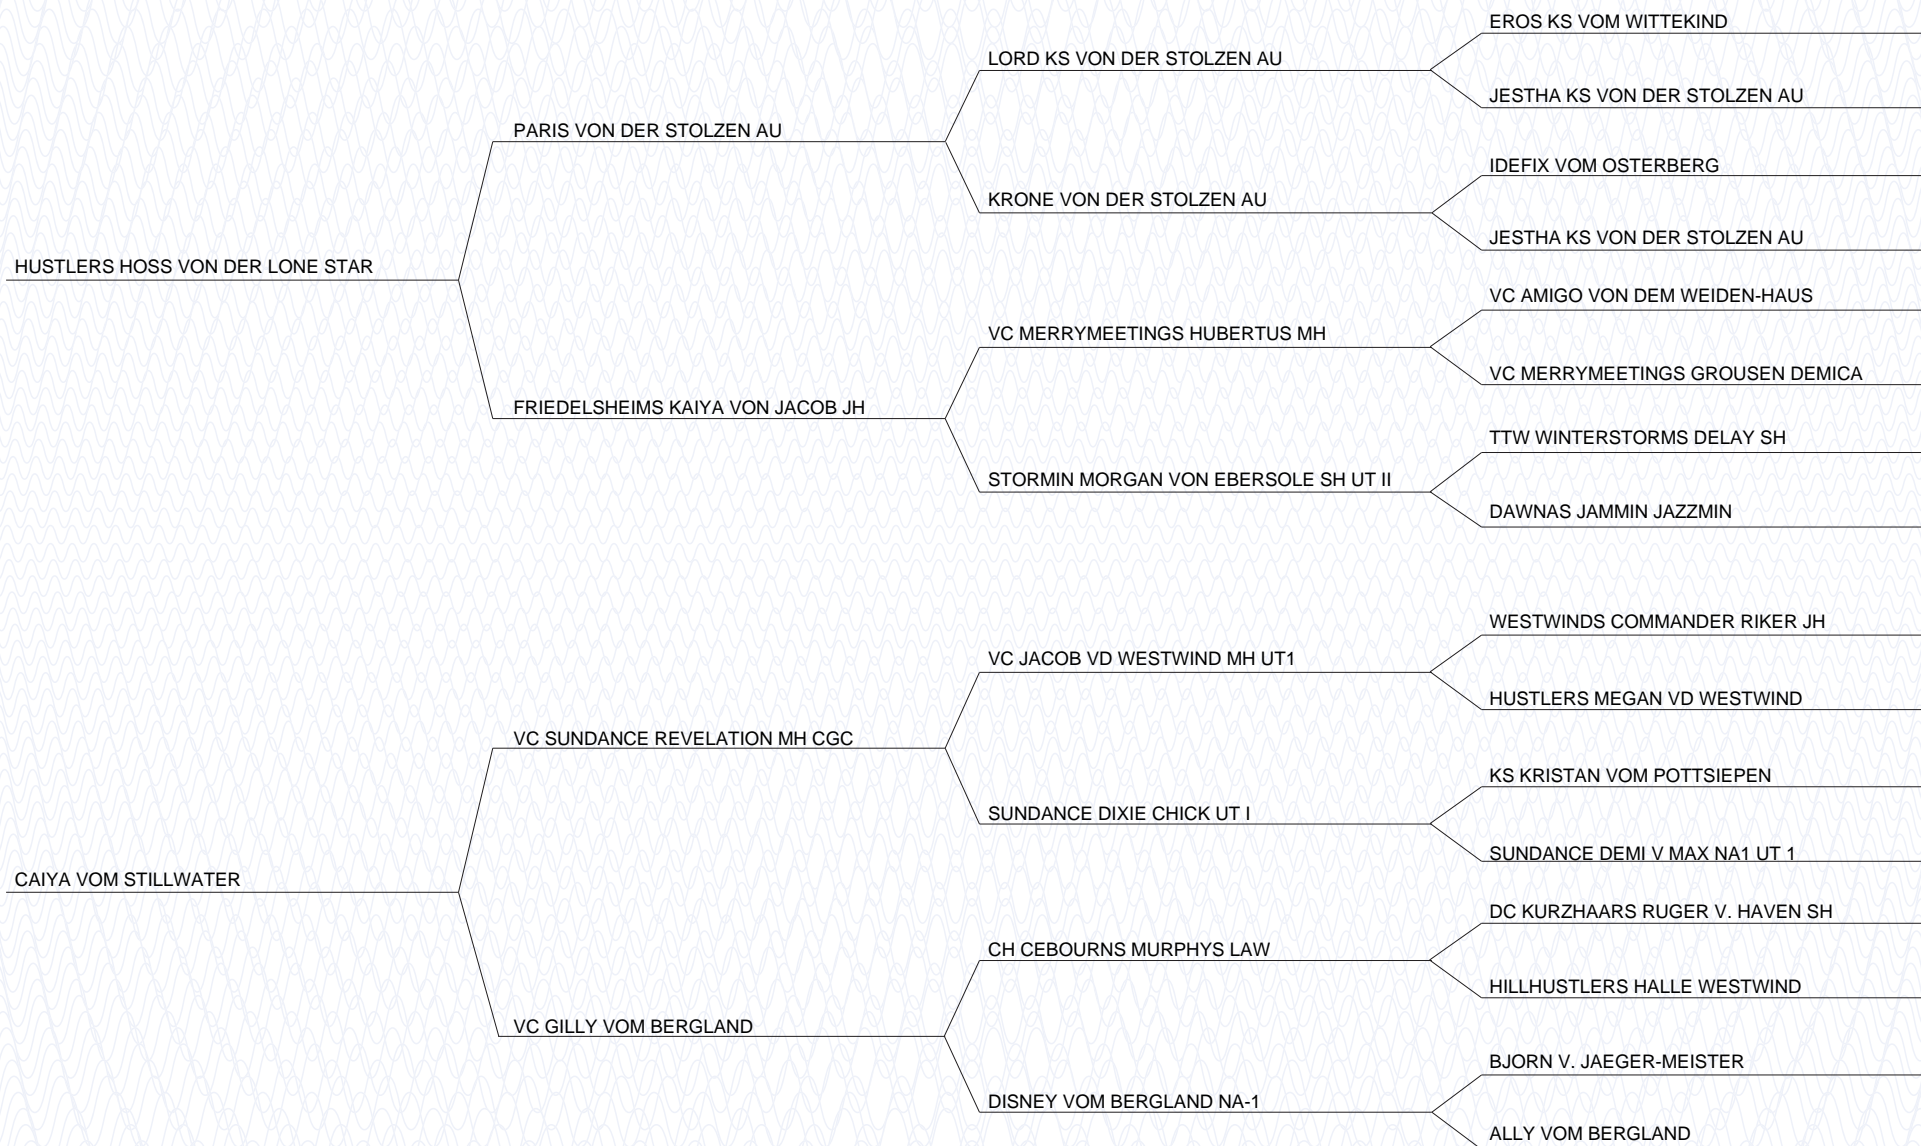 EROS KS VOM WITTEKIND
LORD KS VON DER STOLZEN AU
JESTHA KS VON DER STOLZEN AU
PARIS VON DER STOLZEN AU
IDEFIX VOM OSTERBERG
KRONE VON DER STOLZEN AU
JESTHA KS VON DER STOLZEN AU
HUSTLERS HOSS VON DER LONE STAR
VC AMIGO VON DEM WEIDEN-HAUS
VC MERRYMEETINGS HUBERTUS MH
VC MERRYMEETINGS GROUSEN DEMICA
FRIEDELSHEIMS KAIYA VON JACOB JH
TTW WINTERSTORMS DELAY SH
STORMIN MORGAN VON EBERSOLE SH UT II
DAWNAS JAMMIN JAZZMIN
WESTWINDS COMMANDER RIKER JH
VC JACOB VD WESTWIND MH UT1
HUSTLERS MEGAN VD WESTWIND
VC SUNDANCE REVELATION MH CGC
KS KRISTAN VOM POTTSIEPEN
SUNDANCE DIXIE CHICK UT I
SUNDANCE DEMI V MAX NA1 UT 1
CAIYA VOM STILLWATER
DC KURZHAARS RUGER V. HAVEN SH
CH CEBOURNS MURPHYS LAW
HILLHUSTLERS HALLE WESTWIND
VC GILLY VOM BERGLAND
BJORN V. JAEGER-MEISTER
DISNEY VOM BERGLAND NA-1
ALLY VOM BERGLAND